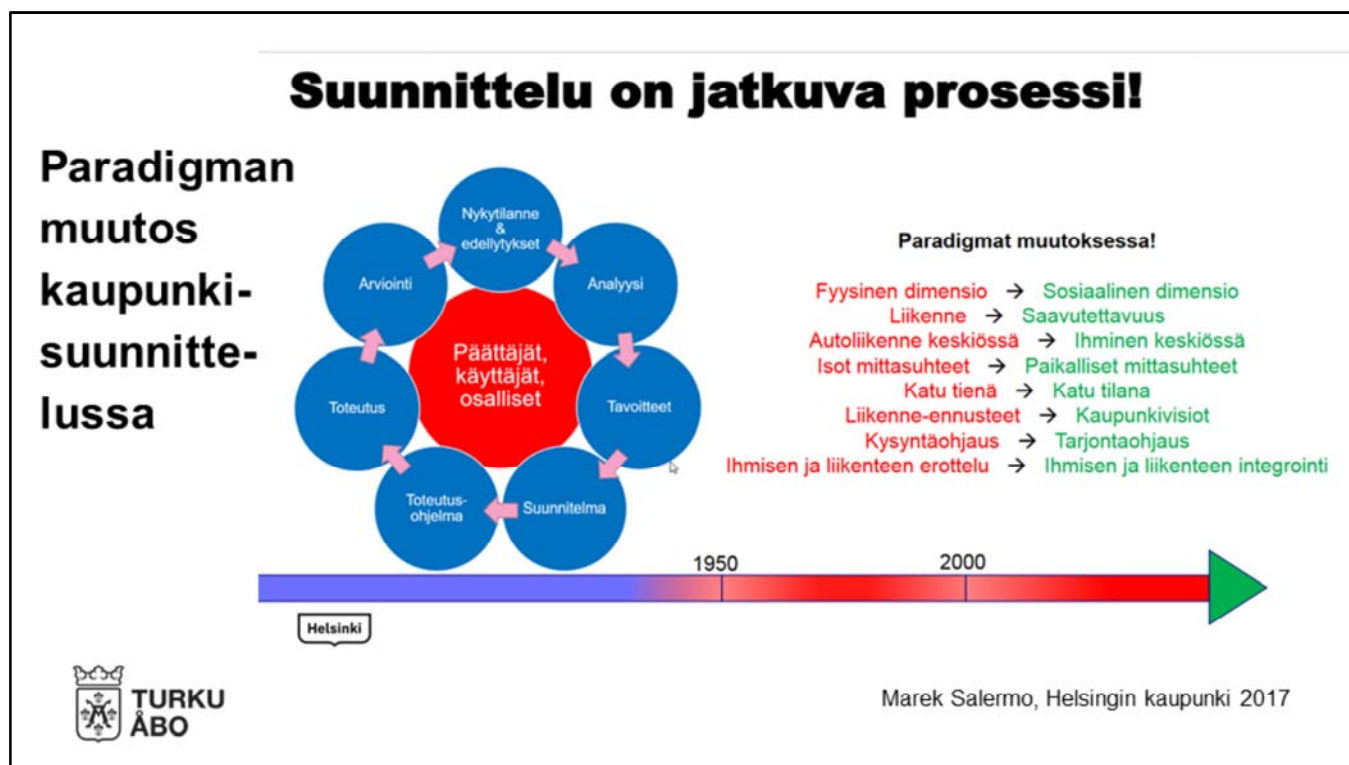 Suunnittelu on jatkuva prosessi!
Paradigman
muutos
kaupunki-
suunnitte-
lussa
Nykytilanne
&
edellytykset
Analyysi
Tavoitteet
Suunnitelma
Toteutus-
ohjelma
Toteutus
Arviointi
Päättäjät,
käyttäjät,
osalliset
Paradigmat muutoksessa!
Fyysinen dimensio → Sosiaalinen dimensio
Liikenne → Saavutettavuus
Autoliikenne keskiössä → Ihminen keskiössä
Isot mittasuhteet → Paikalliset mittasuhteet
Katu tienä → Katu tilana
Liikenne-ennusteet → Kaupunkivisiot
Kysyntäohjaus → Tarjontaohjaus
Ihmisen ja liikenteen erottelu → Ihmisen ja liikenteen integrointi
1950
2000
Helsinki
TURKU
ÅBO
Marek Salermo, Helsingin kaupunki 2017